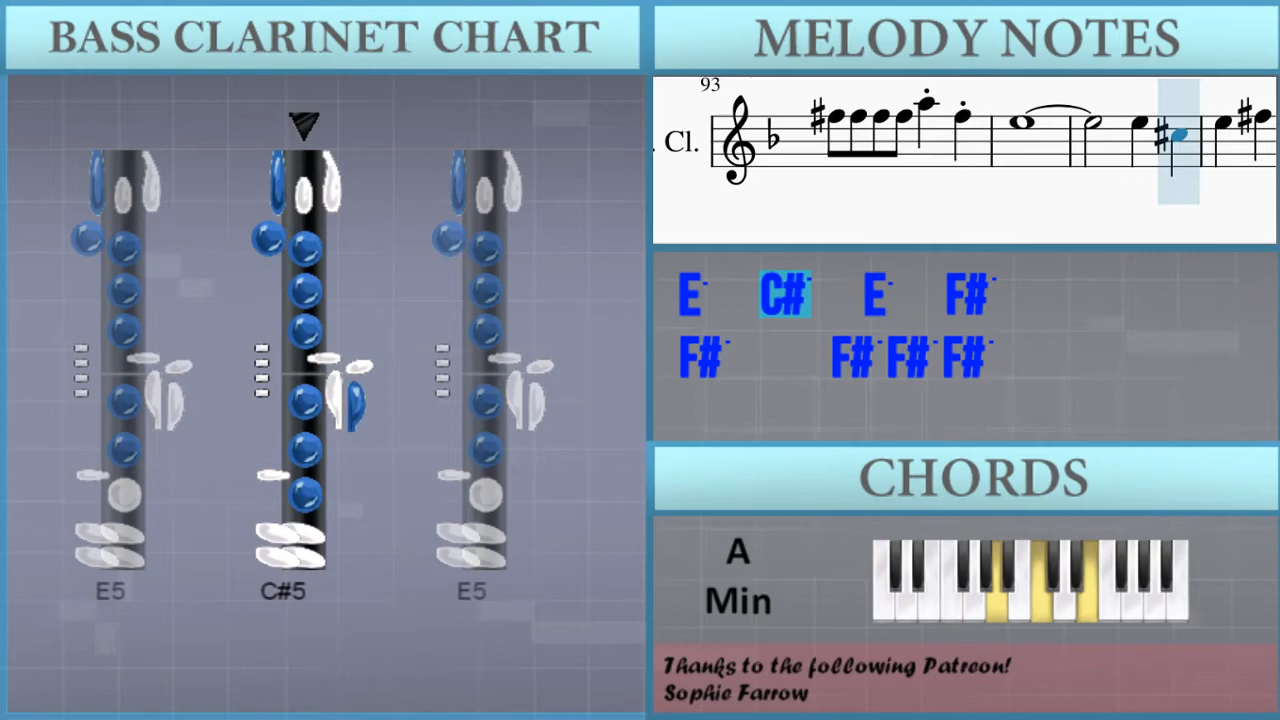 BASS CLARINET CHART
E5
C#5
E5
MELODY NOTES
93
. Cl.
E- C#- E- F#-
F#- F#- F#- F#-
CHORDS
A
Min
Thanks to the following Patreon!
Sophie Farrow